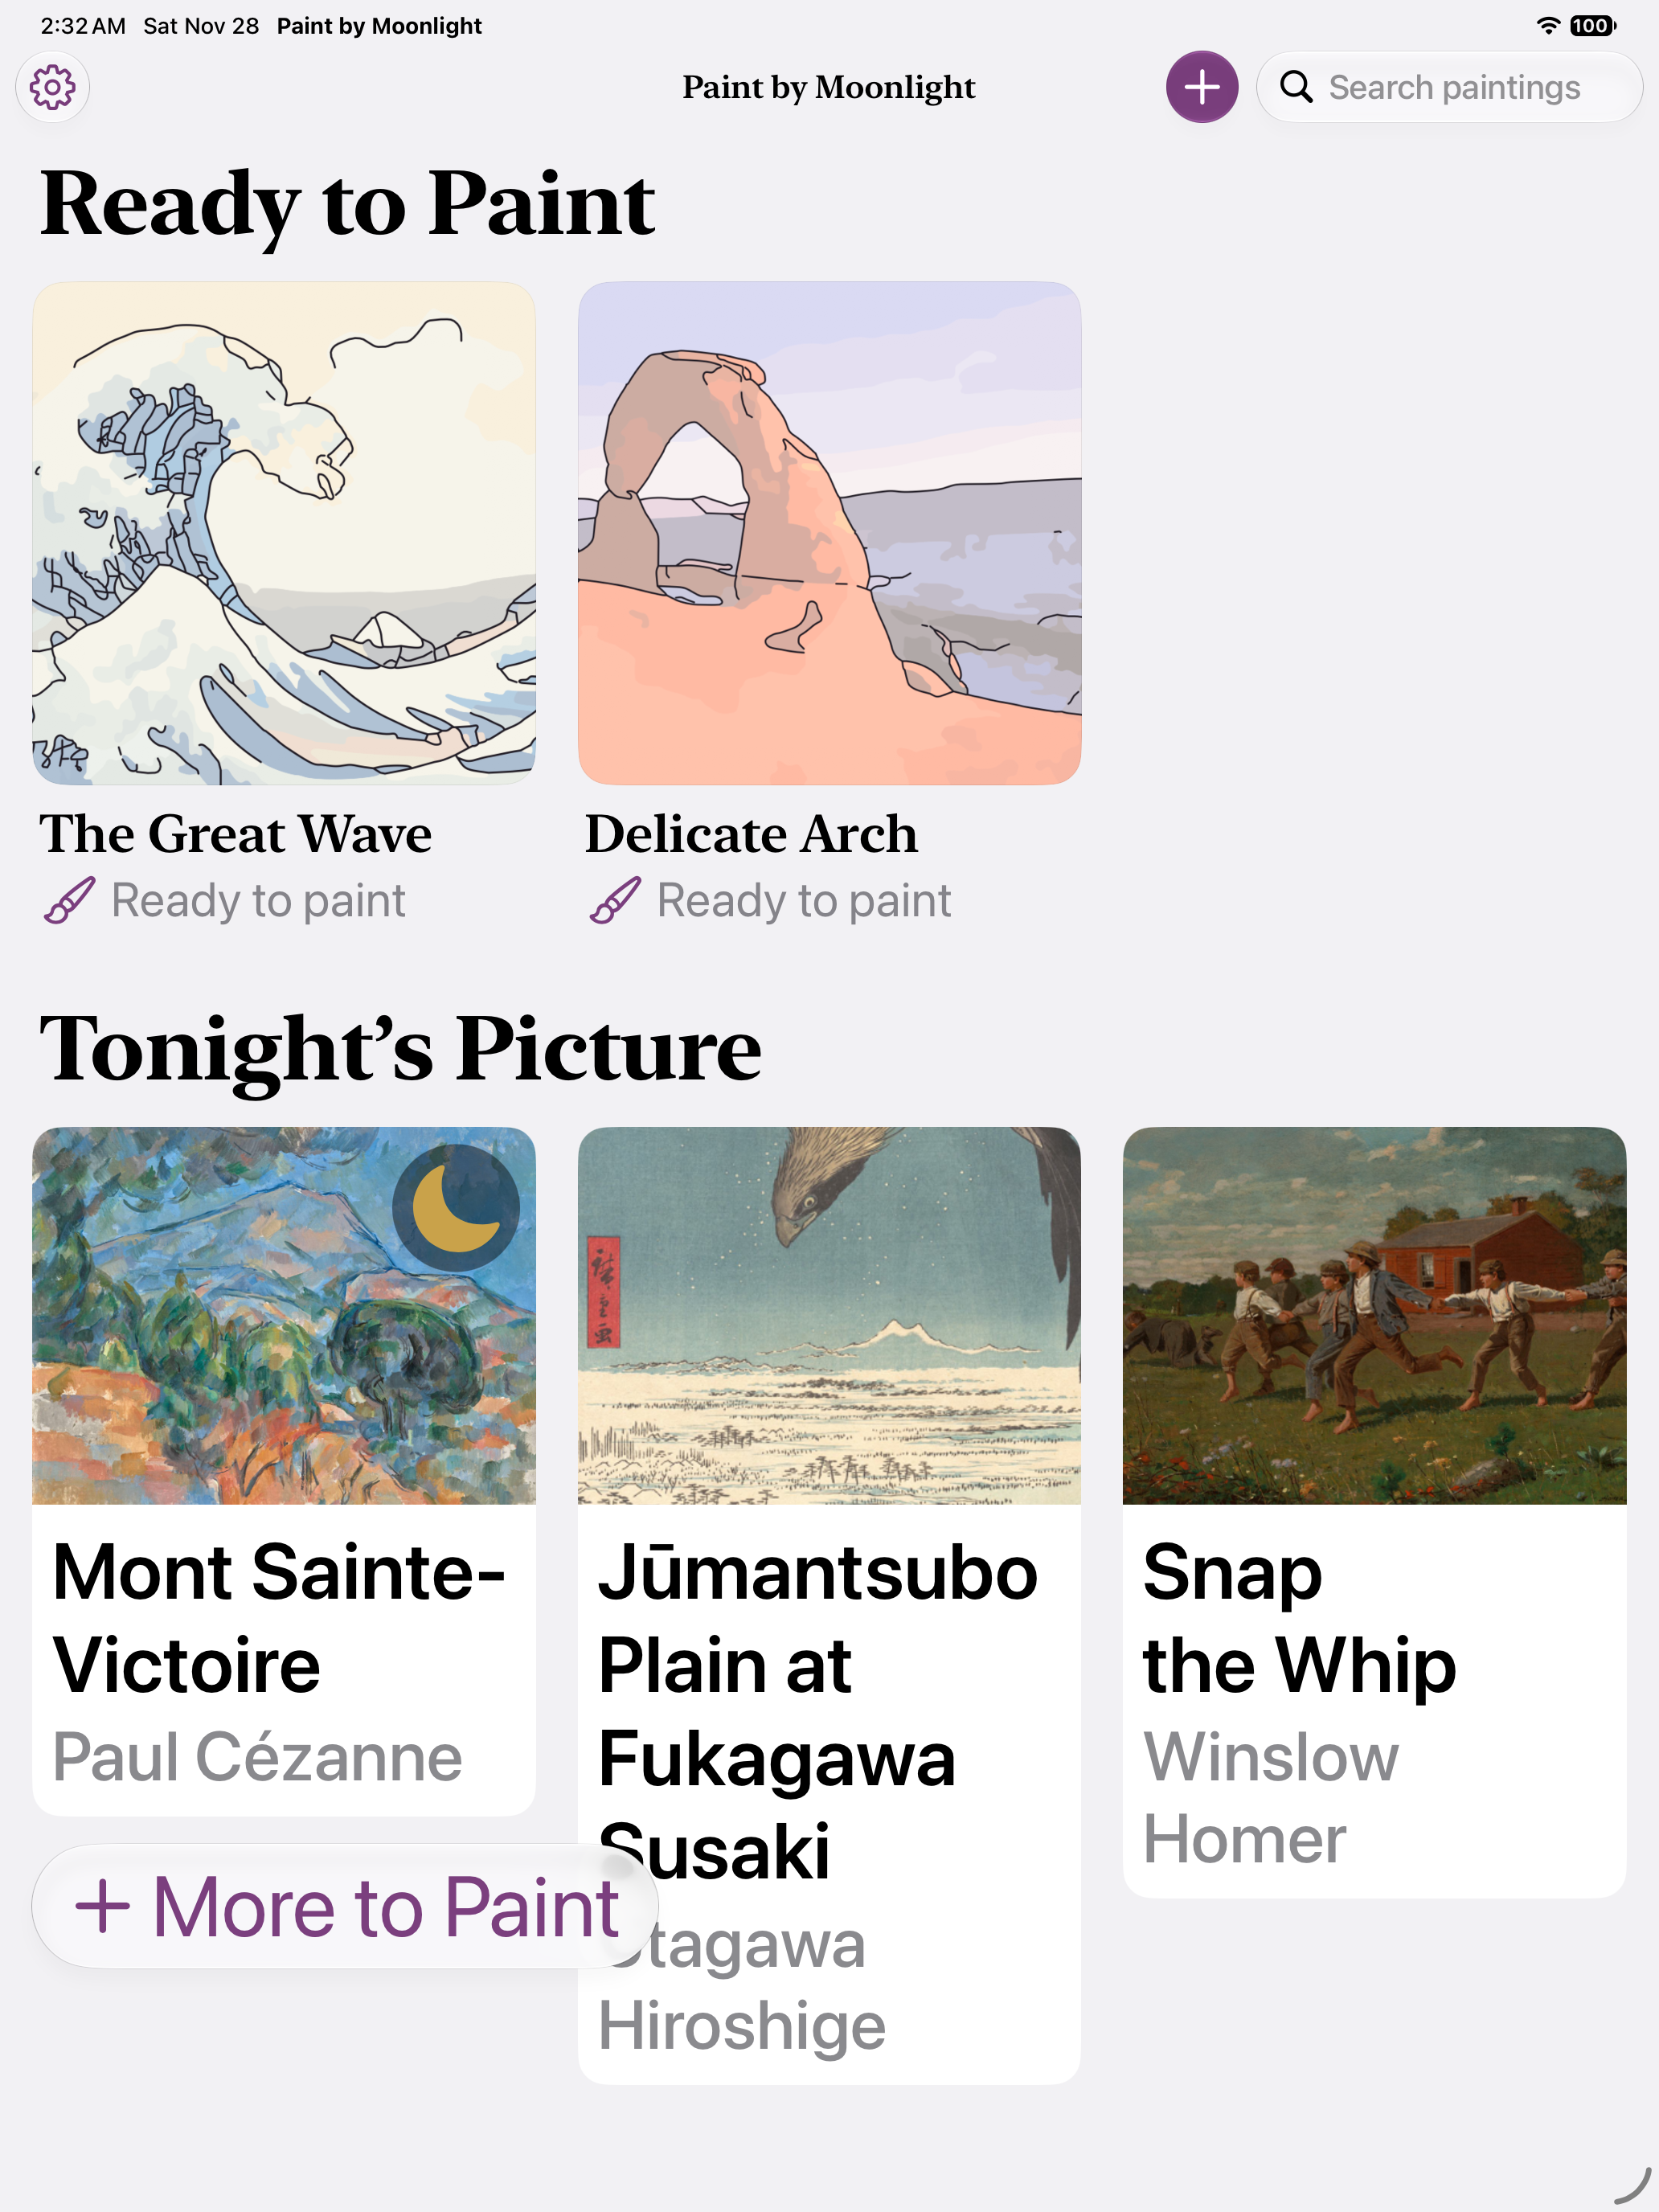 2:32 AM Sat Nov 28 Paint by Moonlight
100
Paint by Moonlight
Search paintings
Ready to Paint
The Great Wave
Ready to paint
Delicate Arch
Ready to paint
Tonight’s Picture
Mont Sainte-
Victoire
Paul Cézanne
Jūmantsubo
Plain at
Fukagawa
Susaki
Utagawa
Hiroshige
Snap
the Whip
Winslow
Homer
+ More to Paint